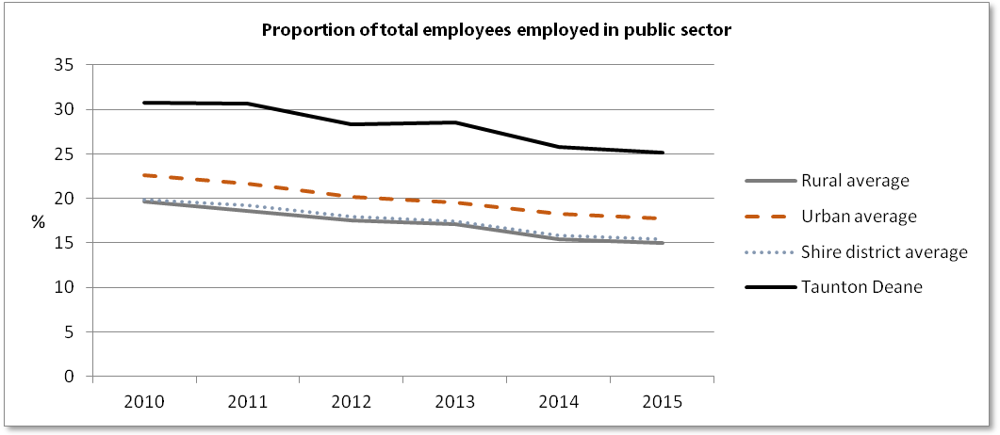 Proportion of total employees employed in public sector
35
30
25
20
15
10
5
0
%
2010 2011 2012 2013 2014 2015
Rural average
Urban average
Shire district average
Taunton Deane